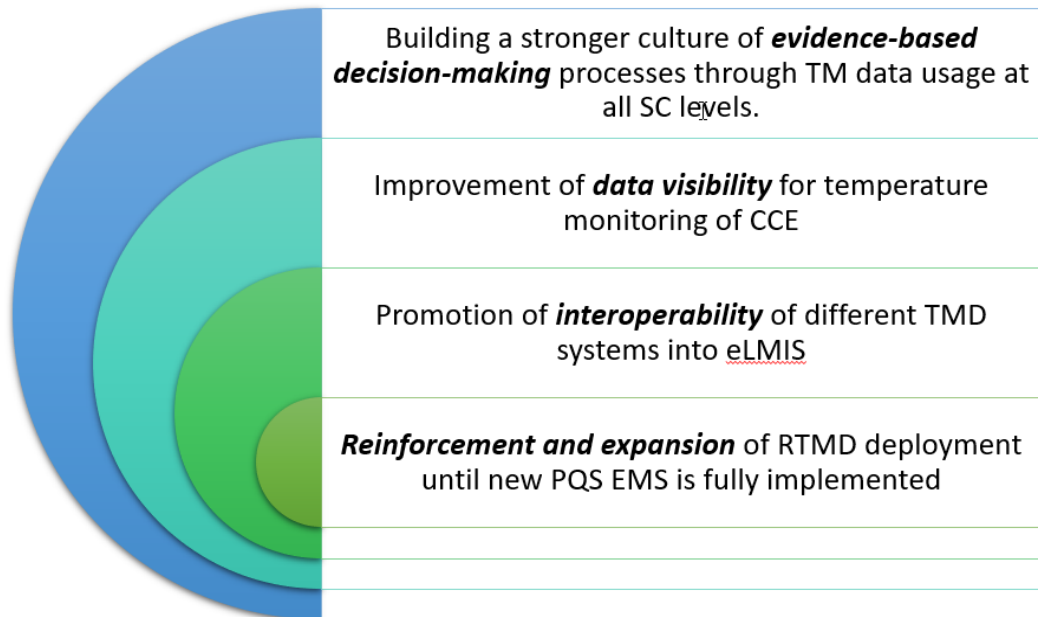 Building a stronger culture of evidence-based
decision-making processes through TM data usage at
all SC levels.
Improvement of data visibility for temperature
monitoring of CCE
Promotion of interoperability of different TMD
systems into eLMIS
Reinforcement and expansion of RTMD deployment
until new PQS EMS is fully implemented